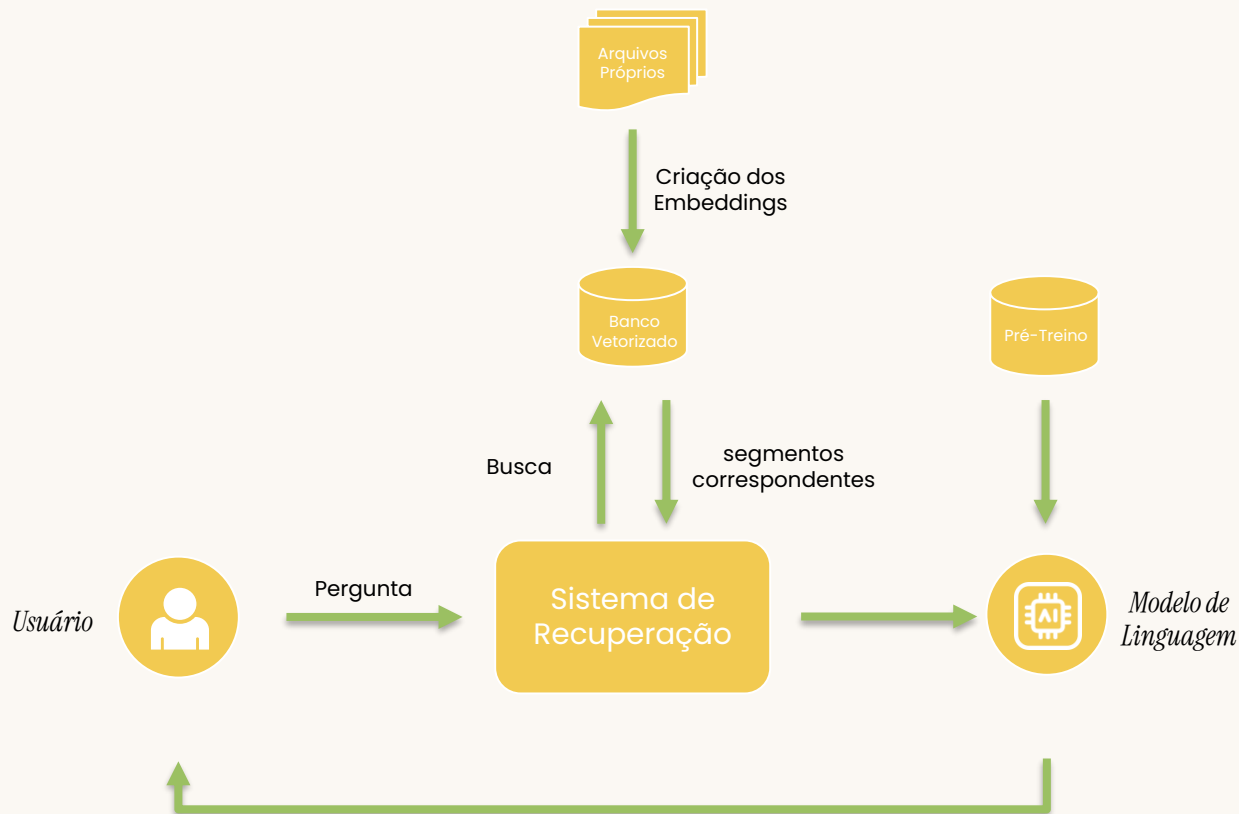 Arquivos
Próprios
Criação dos
Embeddings
Banco
Vetorizado
Pré-Treino
Busca
segmentos
correspondentes
Usuário
Pergunta
Sistema de
Recuperação
AI
Modelo de
Linguagem